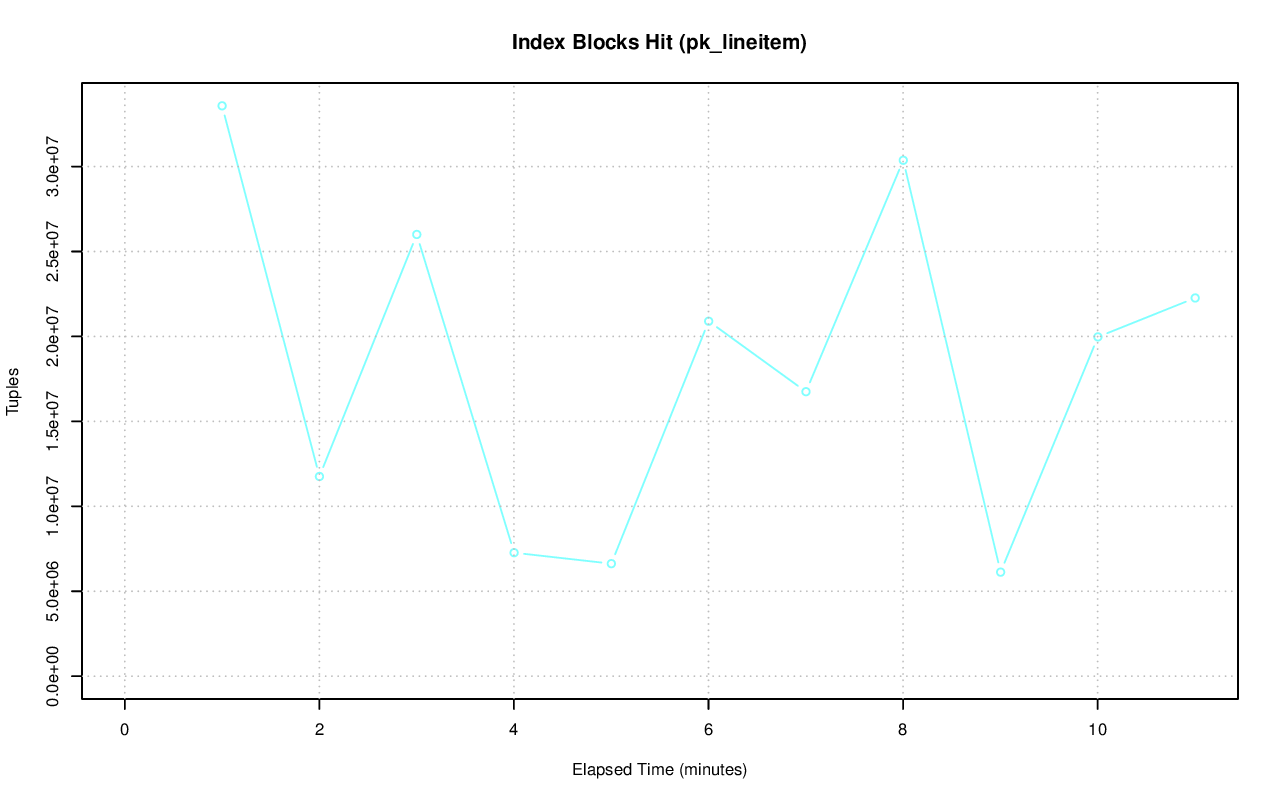 Index Blocks Hit (pk_lineitem)
Tuples
3.0e+07
2.5e+07
2.0e+07
1.5e+07
1.0e+07
5.0e+06
0.0e+00
0 2 4 6 8 10
Elapsed Time (minutes)